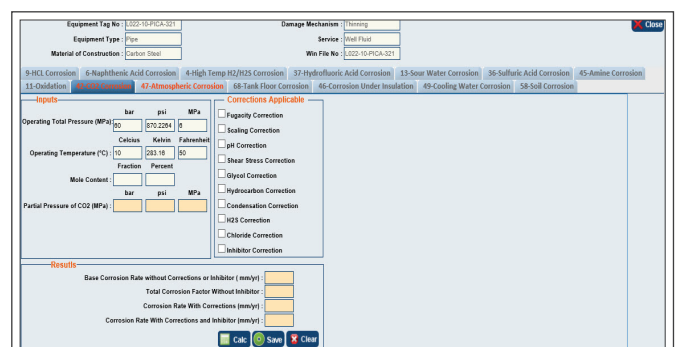 Equipment Tag No : L022-10-PICA-321 Damage Mechanism : Thinning Close
Equipment Type : Pipe Service : Well Fluid
Material of Construction : Carbon Steel Win File No : L022-10-PICA-321
9-HCL Corrosion 6-Naphthenic Acid Corrosion 4-High Temp H2/H2S Corrosion 37-Hydrofluoric Acid Corrosion 13-Sour Water Corrosion 36-Sulfuric Acid Corrosion 45-Amine Corrosion
11-Oxidation 47-Atmospheric Corrosion 68-Tank Floor Corrosion 46-Corrosion Under Insulation 49-Cooling Water Corrosion 58-Soil Corrosion
Inputs
bar psi MPa
Operating Total Pressure (MPa): 60 870.2264 6
Celcius Kelvin Fahrenheit
Operating Temperature (°C) : 10 283.16 50
Fraction Percent
Mole Content :
bar psi MPa
Partial Pressure of CO2 (MPa) :
Corrections Applicable
Fugacity Correction
Scaling Correction
pH Correction
Shear Stress Correction
Glycol Correction
Hydrocarbon Correction
Condensation Correction
H2S Correction
Chloride Correction
Inhibitor Correction
Results
Base Corrosion Rate without Corrections or Inhibitor ( mm/yr) :
Total Corrosion Factor Without Inhibitor :
Corrosion Rate With Corrections (mm/yr) :
Corrosion Rate With Corrections and Inhibitor (mm/yr) :
Calc Save Clear